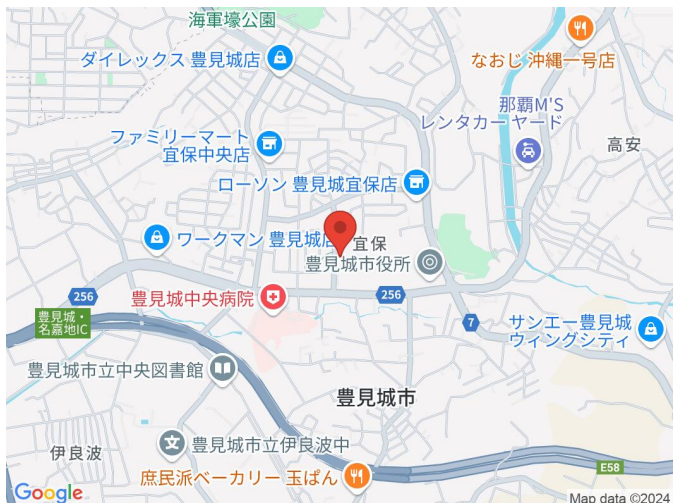 海軍壕公園
ダイレックス 豊見城店
なおじ 沖縄一号店
那覇M'S
レンタカー ヤード
ファミリーマート
宜保中央店
高安
ローソン 豊見城宜保店
ワークマン 豊見城店
宜保
豊見城市役所
256
豊見城中央病院
256
豊見城・
名嘉地IC
7
サンエー豊見城
ウィングシティ
豊見城市立中央図書館
豊見城市
伊良波
豊見城市立伊良波中
E58
庶民派ベーカリー 玉ぱん
Google
Map data ©2024